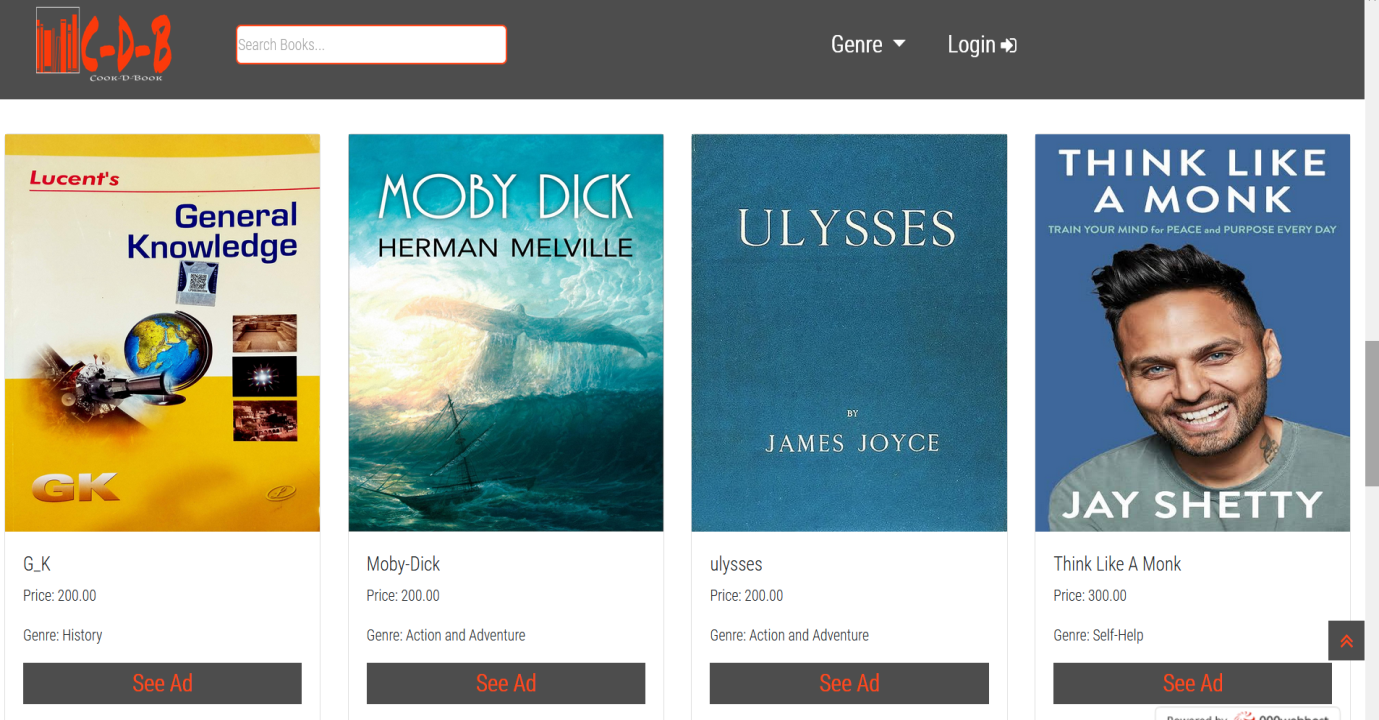 C-D-B
COOK-D-BOOK
Search Books...
Genre
Login
Lucent's
General
Knowledge
GK
MOBY DICK
HERMAN MELVILLE
ULYSSES
BY
JAMES JOYCE
THINK LIKE
A MONK
TRAIN YOUR MIND for PEACE and PURPOSE EVERY DAY
JAY SHETTY
G_K
Price: 200.00
Genre: History
See Ad
Moby-Dick
Price: 200.00
Genre: Action and Adventure
See Ad
ulysses
Price: 200.00
Genre: Action and Adventure
See Ad
Think Like A Monk
Price: 300.00
Genre: Self-Help
See Ad
Powered by 000webhost